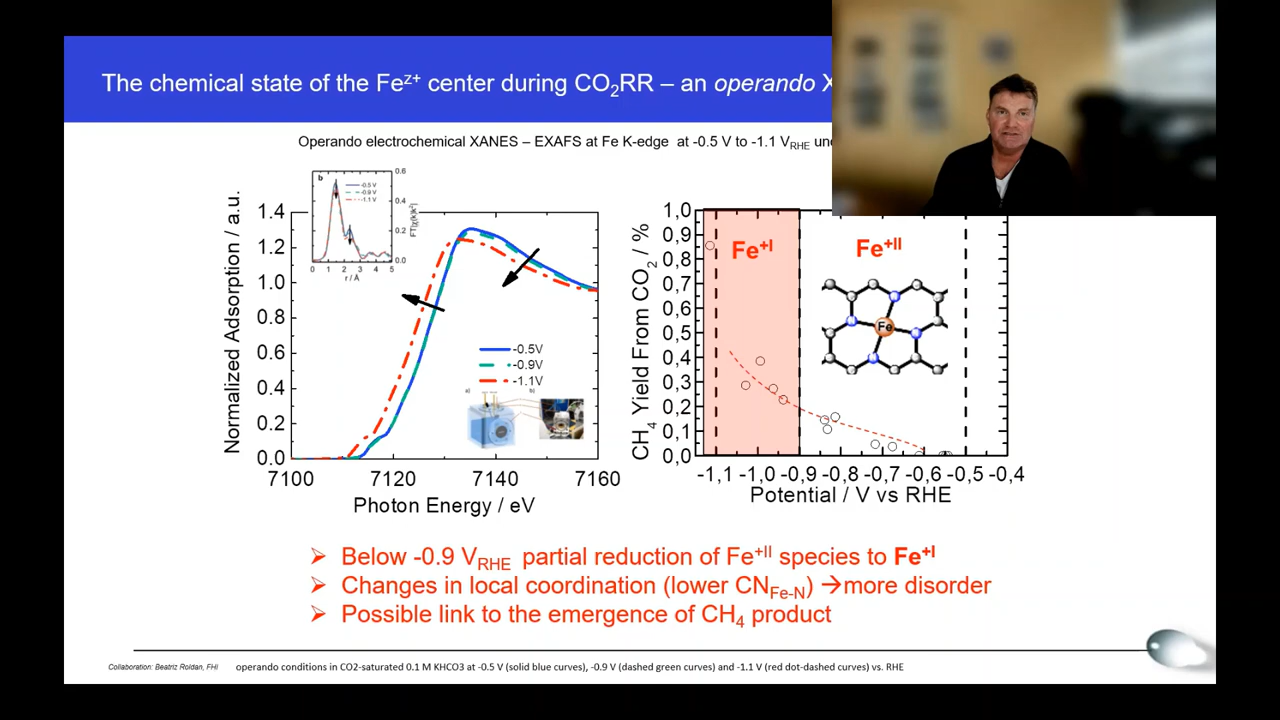 The chemical state of the Fe^z+ center during CO₂RR – an operando X
Operando electrochemical XANES – EXAFS at Fe K-edge at -0.5 V to -1.1 V_RHE und
b
-0.5 V
-0.9 V
-1.1 V
0.6
0.4
0.2
0.0
FT(χ(k)k²)
0 1 2 3 4 5
r / Å
Normalized Adsorption / a.u.
1.4
1.2
1.0
0.8
0.6
0.4
0.2
0.0
-0.5V
-0.9V
-1.1V
a) b)
7100 7120 7140 7160
Photon Energy / eV
CH₄ Yield From CO₂ / %
1,0
0,9
0,8
0,7
0,6
0,5
0,4
0,3
0,2
0,1
0,0
Fe⁺ᴵ
Fe⁺ᴵᴵ
Fe
-1,1 -1,0 -0,9 -0,8 -0,7 -0,6 -0,5 -0,4
Potential / V vs RHE
➢ Below -0.9 V_RHE partial reduction of Fe⁺ᴵᴵ species to Fe⁺ᴵ
➢ Changes in local coordination (lower CN_Fe-N) →more disorder
➢ Possible link to the emergence of CH₄ product
Collaboration: Beatriz Roldan, FHI operando conditions in CO2-saturated 0.1 M KHCO3 at -0.5 V (solid blue curves), -0.9 V (dashed green curves) and -1.1 V (red dot-dashed curves) vs. RHE